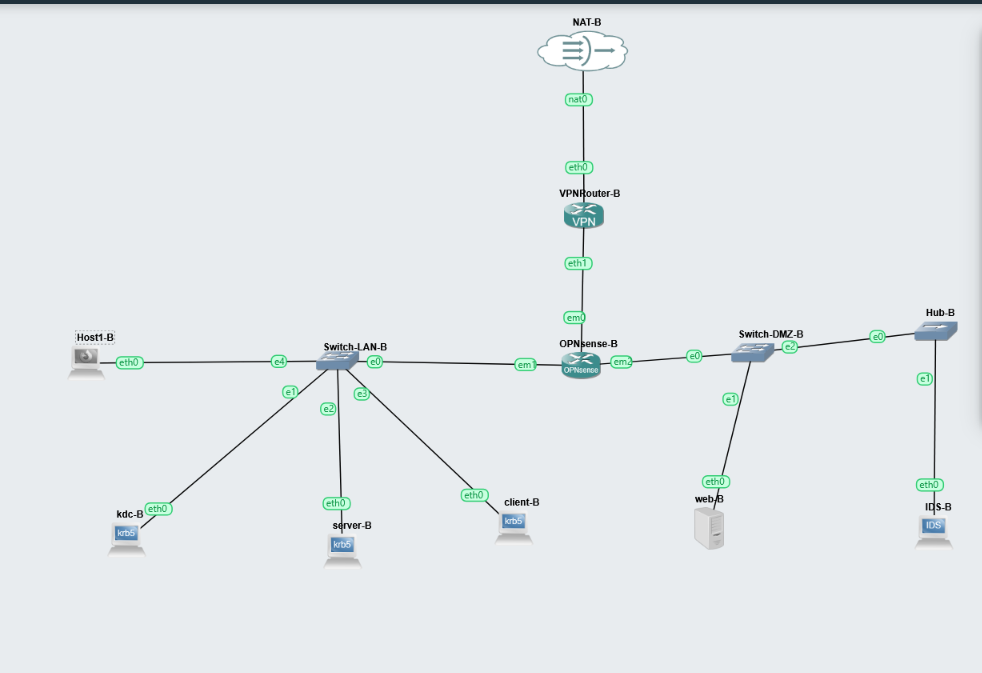 NAT-B
nat0
eth0
VPNRouter-B
VPN
eth1
em0
OPNsense-B
OPNsense
em1
em2
Host1-B
eth0
e4
Switch-LAN-B
e0
e1
e2
e3
eth0
kdc-B
krb5
eth0
server-B
krb5
eth0
client-B
krb5
e0
Switch-DMZ-B
e2
e1
eth0
web-B
e0
Hub-B
e1
eth0
IDS-B
IDS